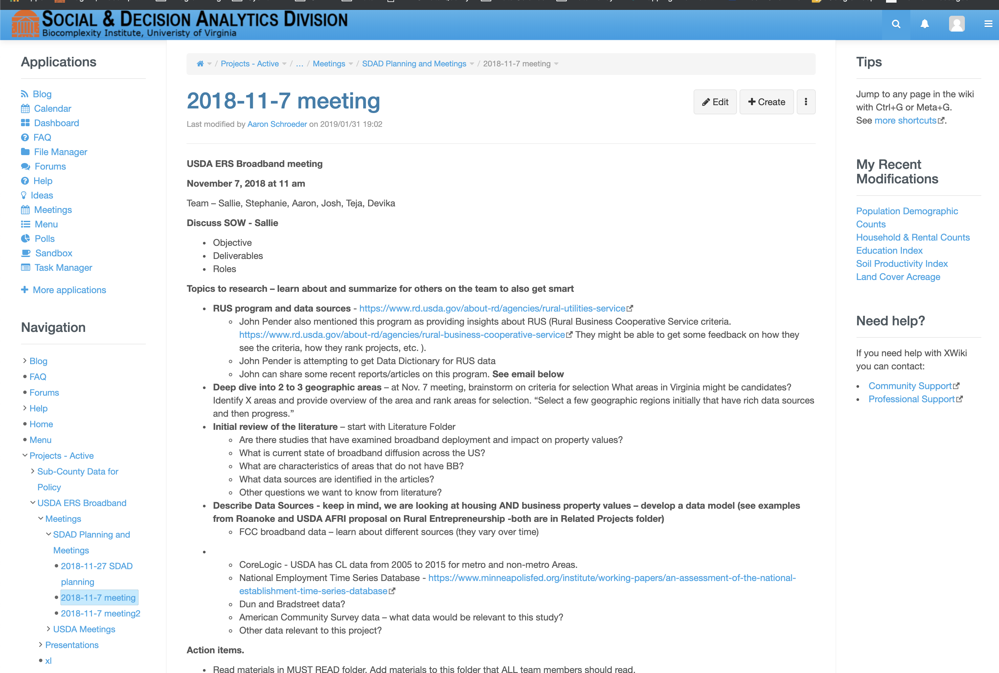 SOCIAL & DECISION ANALYTICS DIVISION
Biocomplexity Institute, Univeristy of Virginia
Applications
Blog
Calendar
Dashboard
FAQ
File Manager
Forums
Help
Ideas
Meetings
Menu
Polls
Sandbox
Task Manager
More applications
Navigation
Blog
FAQ
Forums
Help
Home
Menu
Projects - Active
Sub-County Data for
Policy
USDA ERS Broadband
Meetings
SDAD Planning and
Meetings
2018-11-27 SDAD
planning
2018-11-7 meeting
2018-11-7 meeting2
USDA Meetings
Presentations
xl
/ Projects - Active / ... / Meetings / SDAD Planning and Meetings / 2018-11-7 meeting
2018-11-7 meeting
Edit
Create
Last modified by Aaron Schroeder on 2019/01/31 19:02
USDA ERS Broadband meeting
November 7, 2018 at 11 am
Team – Sallie, Stephanie, Aaron, Josh, Teja, Devika
Discuss SOW - Sallie
• Objective
• Deliverables
• Roles
Topics to research – learn about and summarize for others on the team to also get smart
• RUS program and data sources - https://www.rd.usda.gov/about-rd/agencies/rural-utilities-service
◦ John Pender also mentioned this program as providing insights about RUS (Rural Business Cooperative Service criteria.
https://www.rd.usda.gov/about-rd/agencies/rural-business-cooperative-service They might be able to get some feedback on how they
see the criteria, how they rank projects, etc. ).
◦ John Pender is attempting to get Data Dictionary for RUS data
◦ John can share some recent reports/articles on this program. See email below
• Deep dive into 2 to 3 geographic areas – at Nov. 7 meeting, brainstorm on criteria for selection What areas in Virginia might be candidates?
Identify X areas and provide overview of the area and rank areas for selection. “Select a few geographic regions initially that have rich data sources
and then progress.”
• Initial review of the literature – start with Literature Folder
◦ Are there studies that have examined broadband deployment and impact on property values?
◦ What is current state of broadband diffusion across the US?
◦ What are characteristics of areas that do not have BB?
◦ What data sources are identified in the articles?
◦ Other questions we want to know from literature?
• Describe Data Sources - keep in mind, we are looking at housing AND business property values – develop a data model (see examples
from Roanoke and USDA AFRI proposal on Rural Entrepreneurship -both are in Related Projects folder)
◦ FCC broadband data – learn about different sources (they vary over time)
•
◦ CoreLogic - USDA has CL data from 2005 to 2015 for metro and non-metro Areas.
◦ National Employment Time Series Database - https://www.minneapolisfed.org/institute/working-papers/an-assessment-of-the-national-
establishment-time-series-database
◦ Dun and Bradstreet data?
◦ American Community Survey data – what data would be relevant to this study?
◦ Other data relevant to this project?
Action items.
• Read materials in MUST READ folder. Add materials to this folder that ALL team members should read.
Tips
Jump to any page in the wiki
with Ctrl+G or Meta+G.
See more shortcuts.
My Recent
Modifications
Population Demographic
Counts
Household & Rental Counts
Education Index
Soil Productivity Index
Land Cover Acreage
Need help?
If you need help with XWiki
you can contact:
• Community Support
• Professional Support